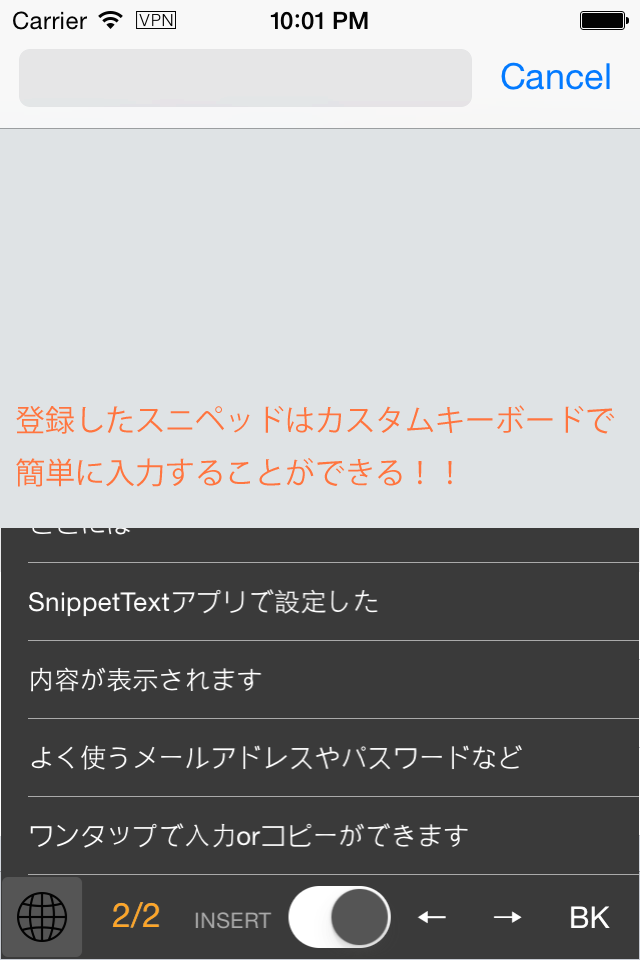 Carrier VPN 10:01 PM
Cancel
登録したスニペッドはカスタムキーボードで
簡単に入力することができる！！
ここには
SnippetTextアプリで設定した
内容が表示されます
よく使うメールアドレスやパスワードなど
ワンタップで入力orコピーができます
2/2 INSERT ← → BK